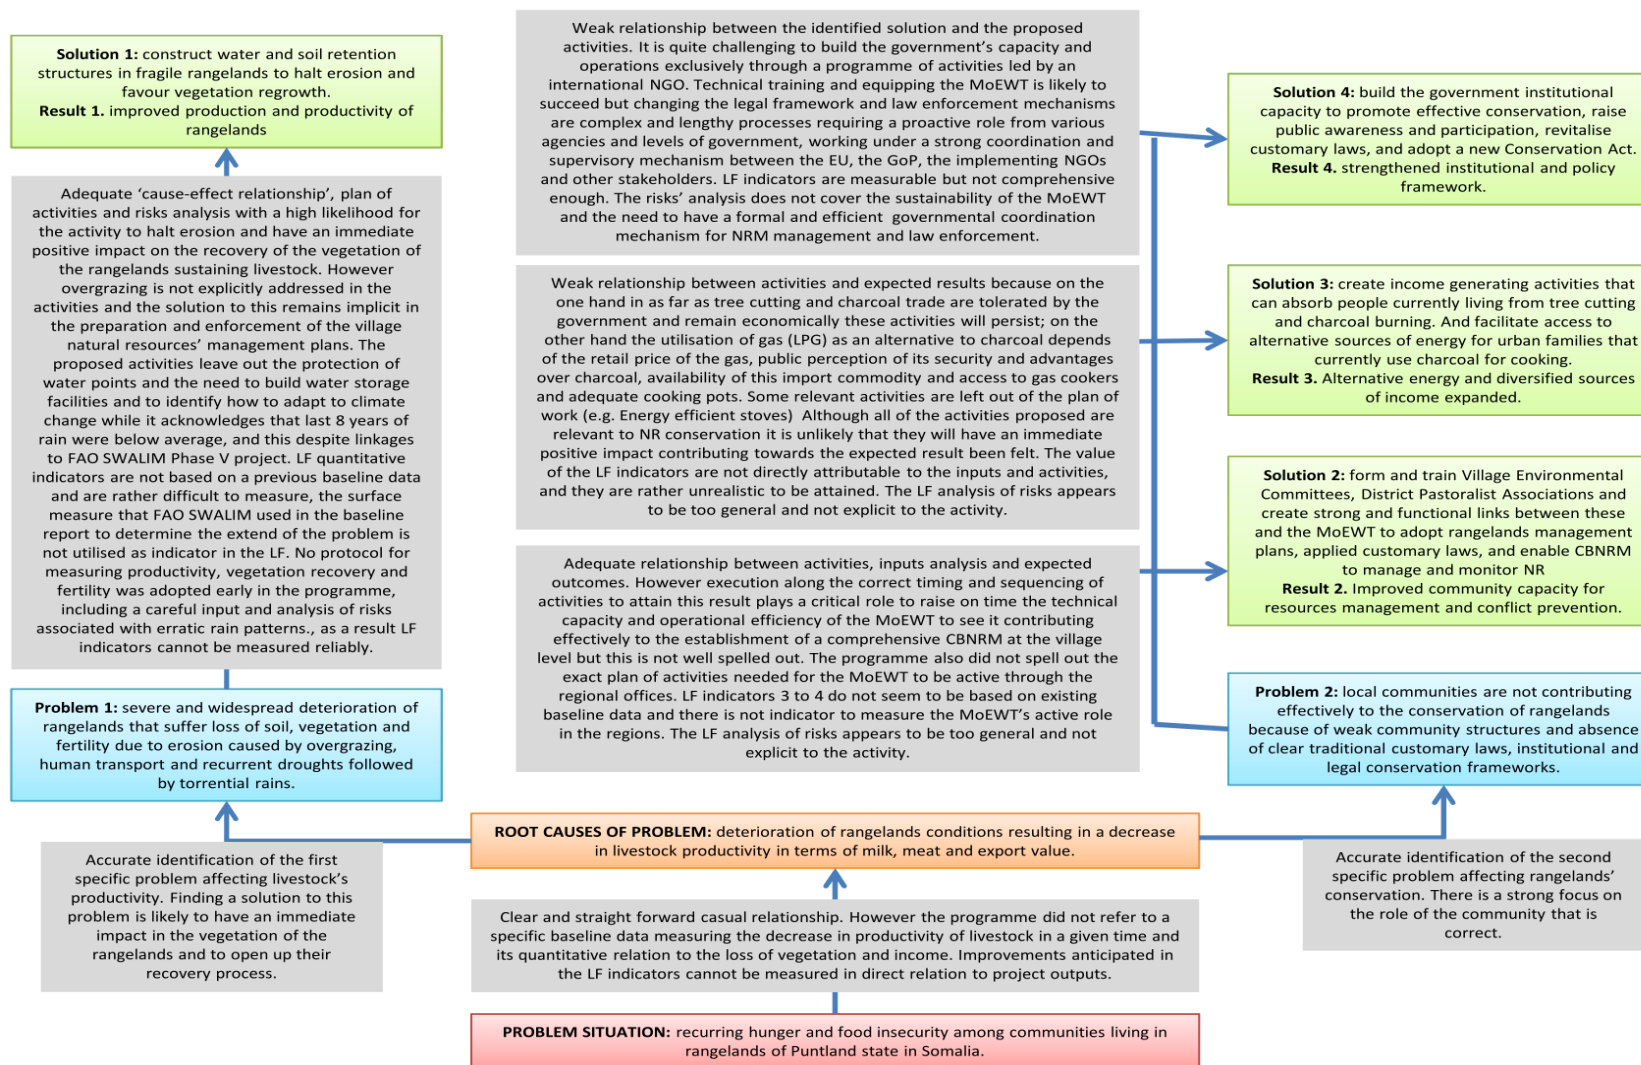 Solution 1: construct water and soil retention
structures in fragile rangelands to halt erosion and
favour vegetation regrowth.
Result 1. improved production and productivity of
rangelands
Adequate ‘cause-effect relationship’, plan of
activities and risks analysis with a high likelihood for
the activity to halt erosion and have an immediate
positive impact on the recovery of the vegetation of
the rangelands sustaining livestock. However
overgrazing is not explicitly addressed in the
activities and the solution to this remains implicit in
the preparation and enforcement of the village
natural resources’ management plans. The
proposed activities leave out the protection of
water points and the need to build water storage
facilities and to identify how to adapt to climate
change while it acknowledges that last 8 years of
rain were below average, and this despite linkages
to FAO SWALIM Phase V project. LF quantitative
indicators are not based on a previous baseline data
and are rather difficult to measure, the surface
measure that FAO SWALIM used in the baseline
report to determine the extend of the problem is
not utilised as indicator in the LF. No protocol for
measuring productivity, vegetation recovery and
fertility was adopted early in the programme,
including a careful input and analysis of risks
associated with erratic rain patterns., as a result LF
indicators cannot be measured reliably.
Problem 1: severe and widespread deterioration of
rangelands that suffer loss of soil, vegetation and
fertility due to erosion caused by overgrazing,
human transport and recurrent droughts followed
by torrential rains.
Accurate identification of the first
specific problem affecting livestock’s
productivity. Finding a solution to this
problem is likely to have an immediate
impact in the vegetation of the
rangelands and to open up their
recovery process.
Weak relationship between the identified solution and the proposed
activities. It is quite challenging to build the government’s capacity and
operations exclusively through a programme of activities led by an
international NGO. Technical training and equipping the MoEWT is likely to
succeed but changing the legal framework and law enforcement mechanisms
are complex and lengthy processes requiring a proactive role from various
agencies and levels of government, working under a strong coordination and
supervisory mechanism between the EU, the GoP, the implementing NGOs
and other stakeholders. LF indicators are measurable but not comprehensive
enough. The risks’ analysis does not cover the sustainability of the MoEWT
and the need to have a formal and efficient governmental coordination
mechanism for NRM management and law enforcement.
Weak relationship between activities and expected results because on
the one hand in as far as tree cutting and charcoal trade are tolerated by the
government and remain economically these activities will persist; on the
other hand the utilisation of gas (LPG) as an alternative to charcoal depends
of the retail price of the gas, public perception of its security and advantages
over charcoal, availability of this import commodity and access to gas cookers
and adequate cooking pots. Some relevant activities are left out of the plan of
work (e.g. Energy efficient stoves) Although all of the activities proposed are
relevant to NR conservation it is unlikely that they will have an immediate
positive impact contributing towards the expected result been felt. The value
of the LF indicators are not directly attributable to the inputs and activities,
and they are rather unrealistic to be attained. The LF analysis of risks appears
to be too general and not explicit to the activity.
Adequate relationship between activities, inputs analysis and expected
outcomes. However execution along the correct timing and sequencing of
activities to attain this result plays a critical role to raise on time the technical
capacity and operational efficiency of the MoEWT to see it contributing
effectively to the establishment of a comprehensive CBNRM at the village
level but this is not well spelled out. The programme also did not spell out the
exact plan of activities needed for the MoEWT to be active through the
regional offices. LF indicators 3 to 4 do not seem to be based on existing
baseline data and there is not indicator to measure the MoEWT’s active role
in the regions. The LF analysis of risks appears to be too general and not
explicit to the activity.
Solution 4: build the government institutional
capacity to promote effective conservation, raise
public awareness and participation, revitalise
customary laws, and adopt a new Conservation Act.
Result 4. strengthened institutional and policy
framework.
Solution 3: create income generating activities that
can absorb people currently living from tree cutting
and charcoal burning. And facilitate access to
alternative sources of energy for urban families that
currently use charcoal for cooking.
Result 3. Alternative energy and diversified sources
of income expanded.
Solution 2: form and train Village Environmental
Committees, District Pastoralist Associations and
create strong and functional links between these
and the MoEWT to adopt rangelands management
plans, applied customary laws, and enable CBNRM
to manage and monitor NR
Result 2. Improved community capacity for
resources management and conflict prevention.
Problem 2: local communities are not contributing
effectively to the conservation of rangelands
because of weak community structures and absence
of clear traditional customary laws, institutional and
legal conservation frameworks.
ROOT CAUSES OF PROBLEM: deterioration of rangelands conditions resulting in a decrease
in livestock productivity in terms of milk, meat and export value.
Accurate identification of the second
specific problem affecting rangelands’
conservation. There is a strong focus on
the role of the community that is
correct.
Clear and straight forward casual relationship. However the programme did not refer to a
specific baseline data measuring the decrease in productivity of livestock in a given time and
its quantitative relation to the loss of vegetation and income. Improvements anticipated in
the LF indicators cannot be measured in direct relation to project outputs.
PROBLEM SITUATION: recurring hunger and food insecurity among communities living in
rangelands of Puntland state in Somalia.